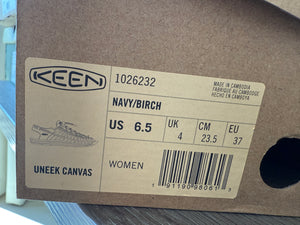 KEEN
1026232
MADE IN CAMBODIA
FABRIQUÉ AU CAMBODGE
HECHO EN CAMBOYA
NAVY/BIRCH
US 6.5
UK 4
CM 23.5
EU 37
UNEEK CANVAS
WOMEN